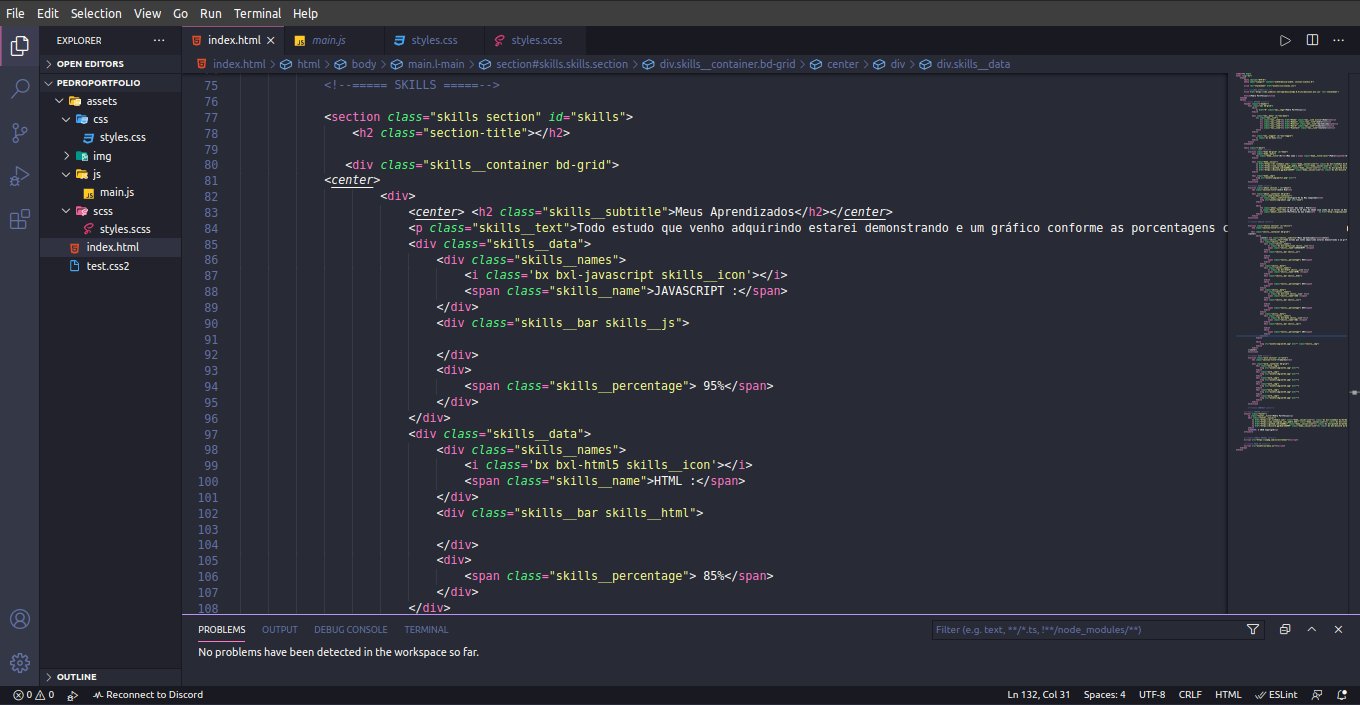 File Edit Selection View Go Run Terminal Help
EXPLORER ···
index.html × main.js styles.css styles.scss
OPEN EDITORS
index.html > html > body > main.l-main > section#skills.skills.section > div.skills__container.bd-grid > center > div > div.skills__data
PEDROPORTFOLIO
assets
css
styles.css
img
js
main.js
scss
styles.scss
index.html
test.css2
OUTLINE
75 <!--===== SKILLS =====-->
76
77 <section class="skills section" id="skills">
78 <h2 class="section-title"></h2>
79
80 <div class="skills__container bd-grid">
81 <center>
82 <div>
83 <center> <h2 class="skills__subtitle">Meus Aprendizados</h2></center>
84 <p class="skills__text">Todo estudo que venho adquirindo estarei demonstrando e um gráfico conforme as porcentagens
85 <div class="skills__data">
86 <div class="skills__names">
87 <i class='bx bxl-javascript skills__icon'></i>
88 <span class="skills__name">JAVASCRIPT :</span>
89 </div>
90 <div class="skills__bar skills__js">
91
92 </div>
93 <div>
94 <span class="skills__percentage"> 95%</span>
95 </div>
96 </div>
97 <div class="skills__data">
98 <div class="skills__names">
99 <i class='bx bxl-html5 skills__icon'></i>
100 <span class="skills__name">HTML :</span>
101 </div>
102 <div class="skills__bar skills__html">
103
104 </div>
105 <div>
106 <span class="skills__percentage"> 85%</span>
107 </div>
108 </div>
PROBLEMS OUTPUT DEBUG CONSOLE TERMINAL Filter (e.g. text, **/*.ts, !**/node_modules/**)
No problems have been detected in the workspace so far.
0 0 Reconnect to Discord Ln 132, Col 31 Spaces: 4 UTF-8 CRLF HTML ESLint